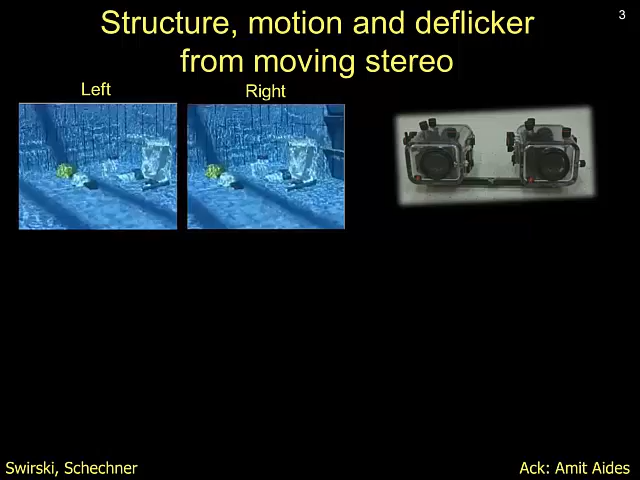 Structure, motion and deflicker
from moving stereo
3
Left
Right
Swirski, Schechner
Ack: Amit Aides